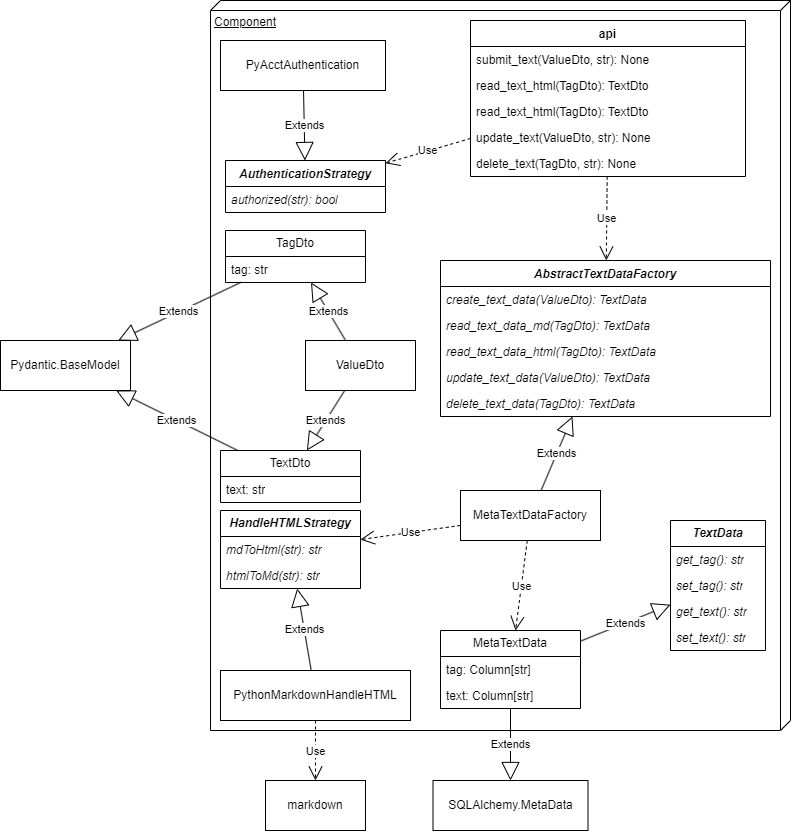 Component
PyAcctAuthentication
api
submit_text(ValueDto, str): None
read_text_html(TagDto): TextDto
read_text_html(TagDto): TextDto
update_text(ValueDto, str): None
delete_text(TagDto, str): None
Extends
Use
AuthenticationStrategy
authorized(str): bool
Use
TagDto
tag: str
AbstractTextDataFactory
create_text_data(ValueDto): TextData
read_text_data_md(TagDto): TextData
read_text_data_html(TagDto): TextData
update_text_data(ValueDto): TextData
delete_text_data(TagDto): TextData
Extends
Extends
Pydantic.BaseModel
ValueDto
Extends
Extends
TextDto
text: str
Extends
HandleHTMLStrategy
mdToHtml(str): str
htmlToMd(str): str
Use
MetaTextDataFactory
TextData
get_tag(): str
set_tag(): str
get_text(): str
set_text(): str
Use
Extends
Extends
MetaTextData
tag: Column[str]
text: Column[str]
PythonMarkdownHandleHTML
Use
Extends
markdown
SQLAlchemy.MetaData